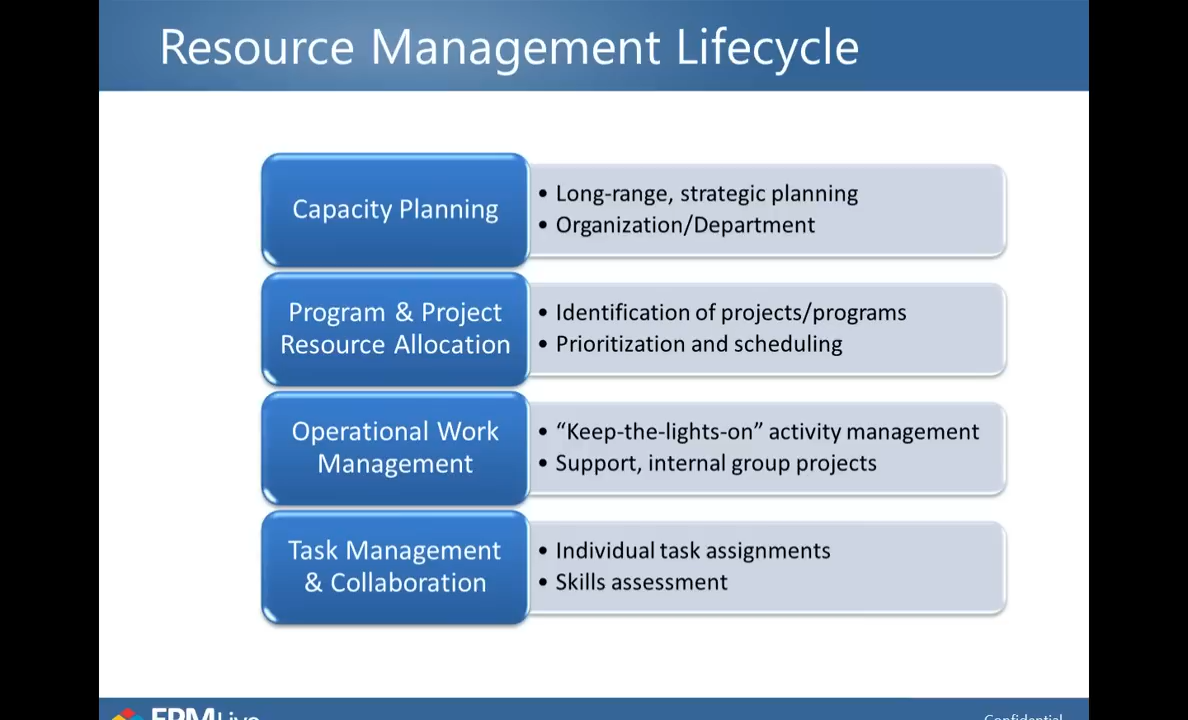 Resource Management Lifecycle
Capacity Planning
• Long-range, strategic planning
• Organization/Department
Program & Project
Resource Allocation
• Identification of projects/programs
• Prioritization and scheduling
Operational Work
Management
• “Keep-the-lights-on” activity management
• Support, internal group projects
Task Management
& Collaboration
• Individual task assignments
• Skills assessment
EPMLive
Confidential